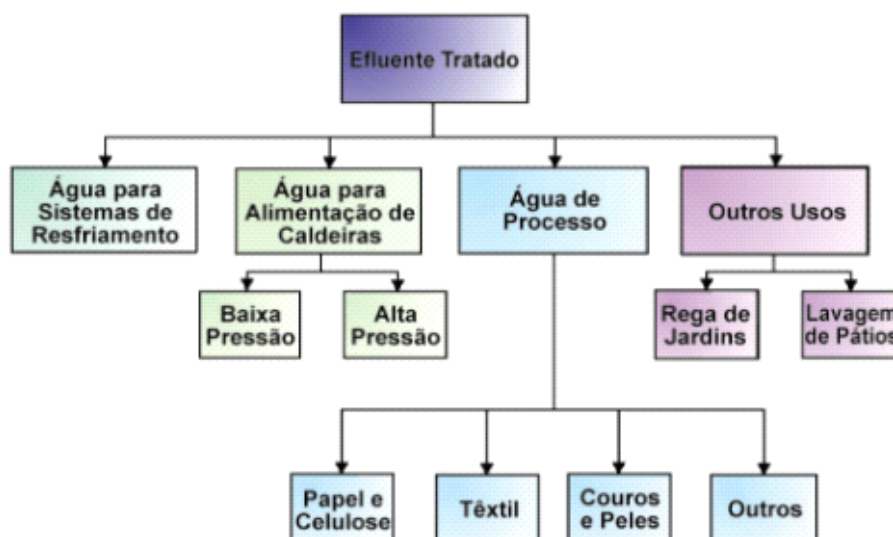 Efluente Tratado
Água para
Sistemas de
Resfriamento
Água para
Alimentação de
Caldeiras
Água de
Processo
Outros Usos
Baixa
Pressão
Alta
Pressão
Rega de
Jardins
Lavagem
de Pátios
Papel e
Celulose
Têxtil
Couros
e Peles
Outros